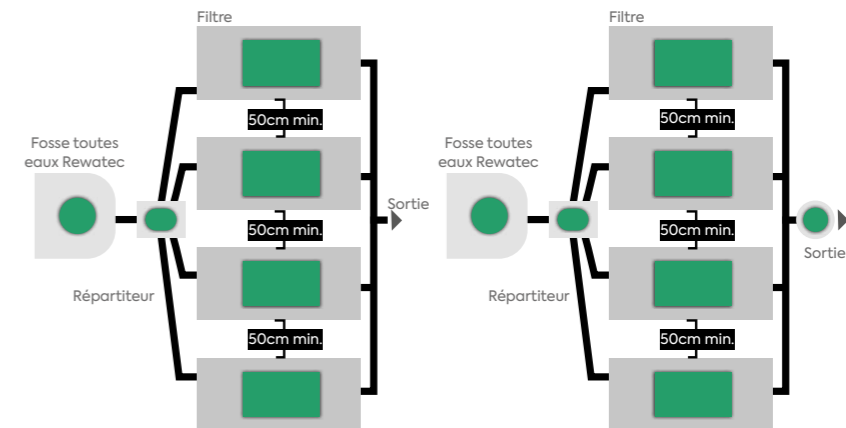 Filtre
50cm min.
Fosse toutes
eaux Rewatec
50cm min.
Sortie
Répartiteur
50cm min.
Filtre
50cm min.
Fosse toutes
eaux Rewatec
50cm min.
Sortie
Répartiteur
50cm min.